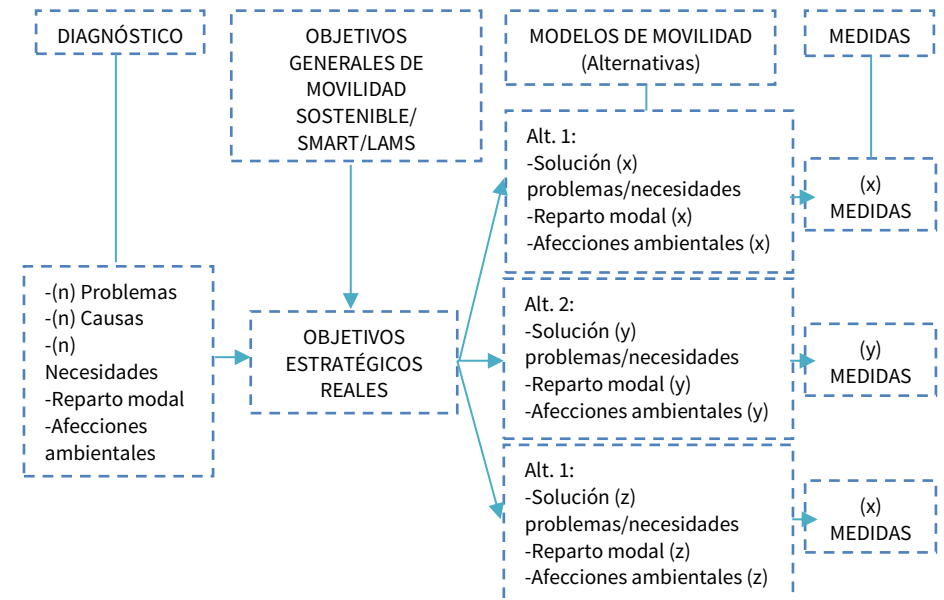 DIAGNÓSTICO
OBJETIVOS
GENERALES DE
MOVILIDAD
SOSTENIBLE/
SMART/LAMS
MODELOS DE MOVILIDAD
(Alternativas)
MEDIDAS
-(n) Problemas
-(n) Causas
-(n)
Necesidades
-Reparto modal
-Afecciones
ambientales
OBJETIVOS
ESTRATÉGICOS
REALES
Alt. 1:
-Solución (x)
problemas/necesidades
-Reparto modal (x)
-Afecciones ambientales (x)
(x)
MEDIDAS
Alt. 2:
-Solución (y)
problemas/necesidades
-Reparto modal (y)
-Afecciones ambientales (y)
(y)
MEDIDAS
Alt. 1:
-Solución (z)
problemas/necesidades
-Reparto modal (z)
-Afecciones ambientales (z)
(x)
MEDIDAS